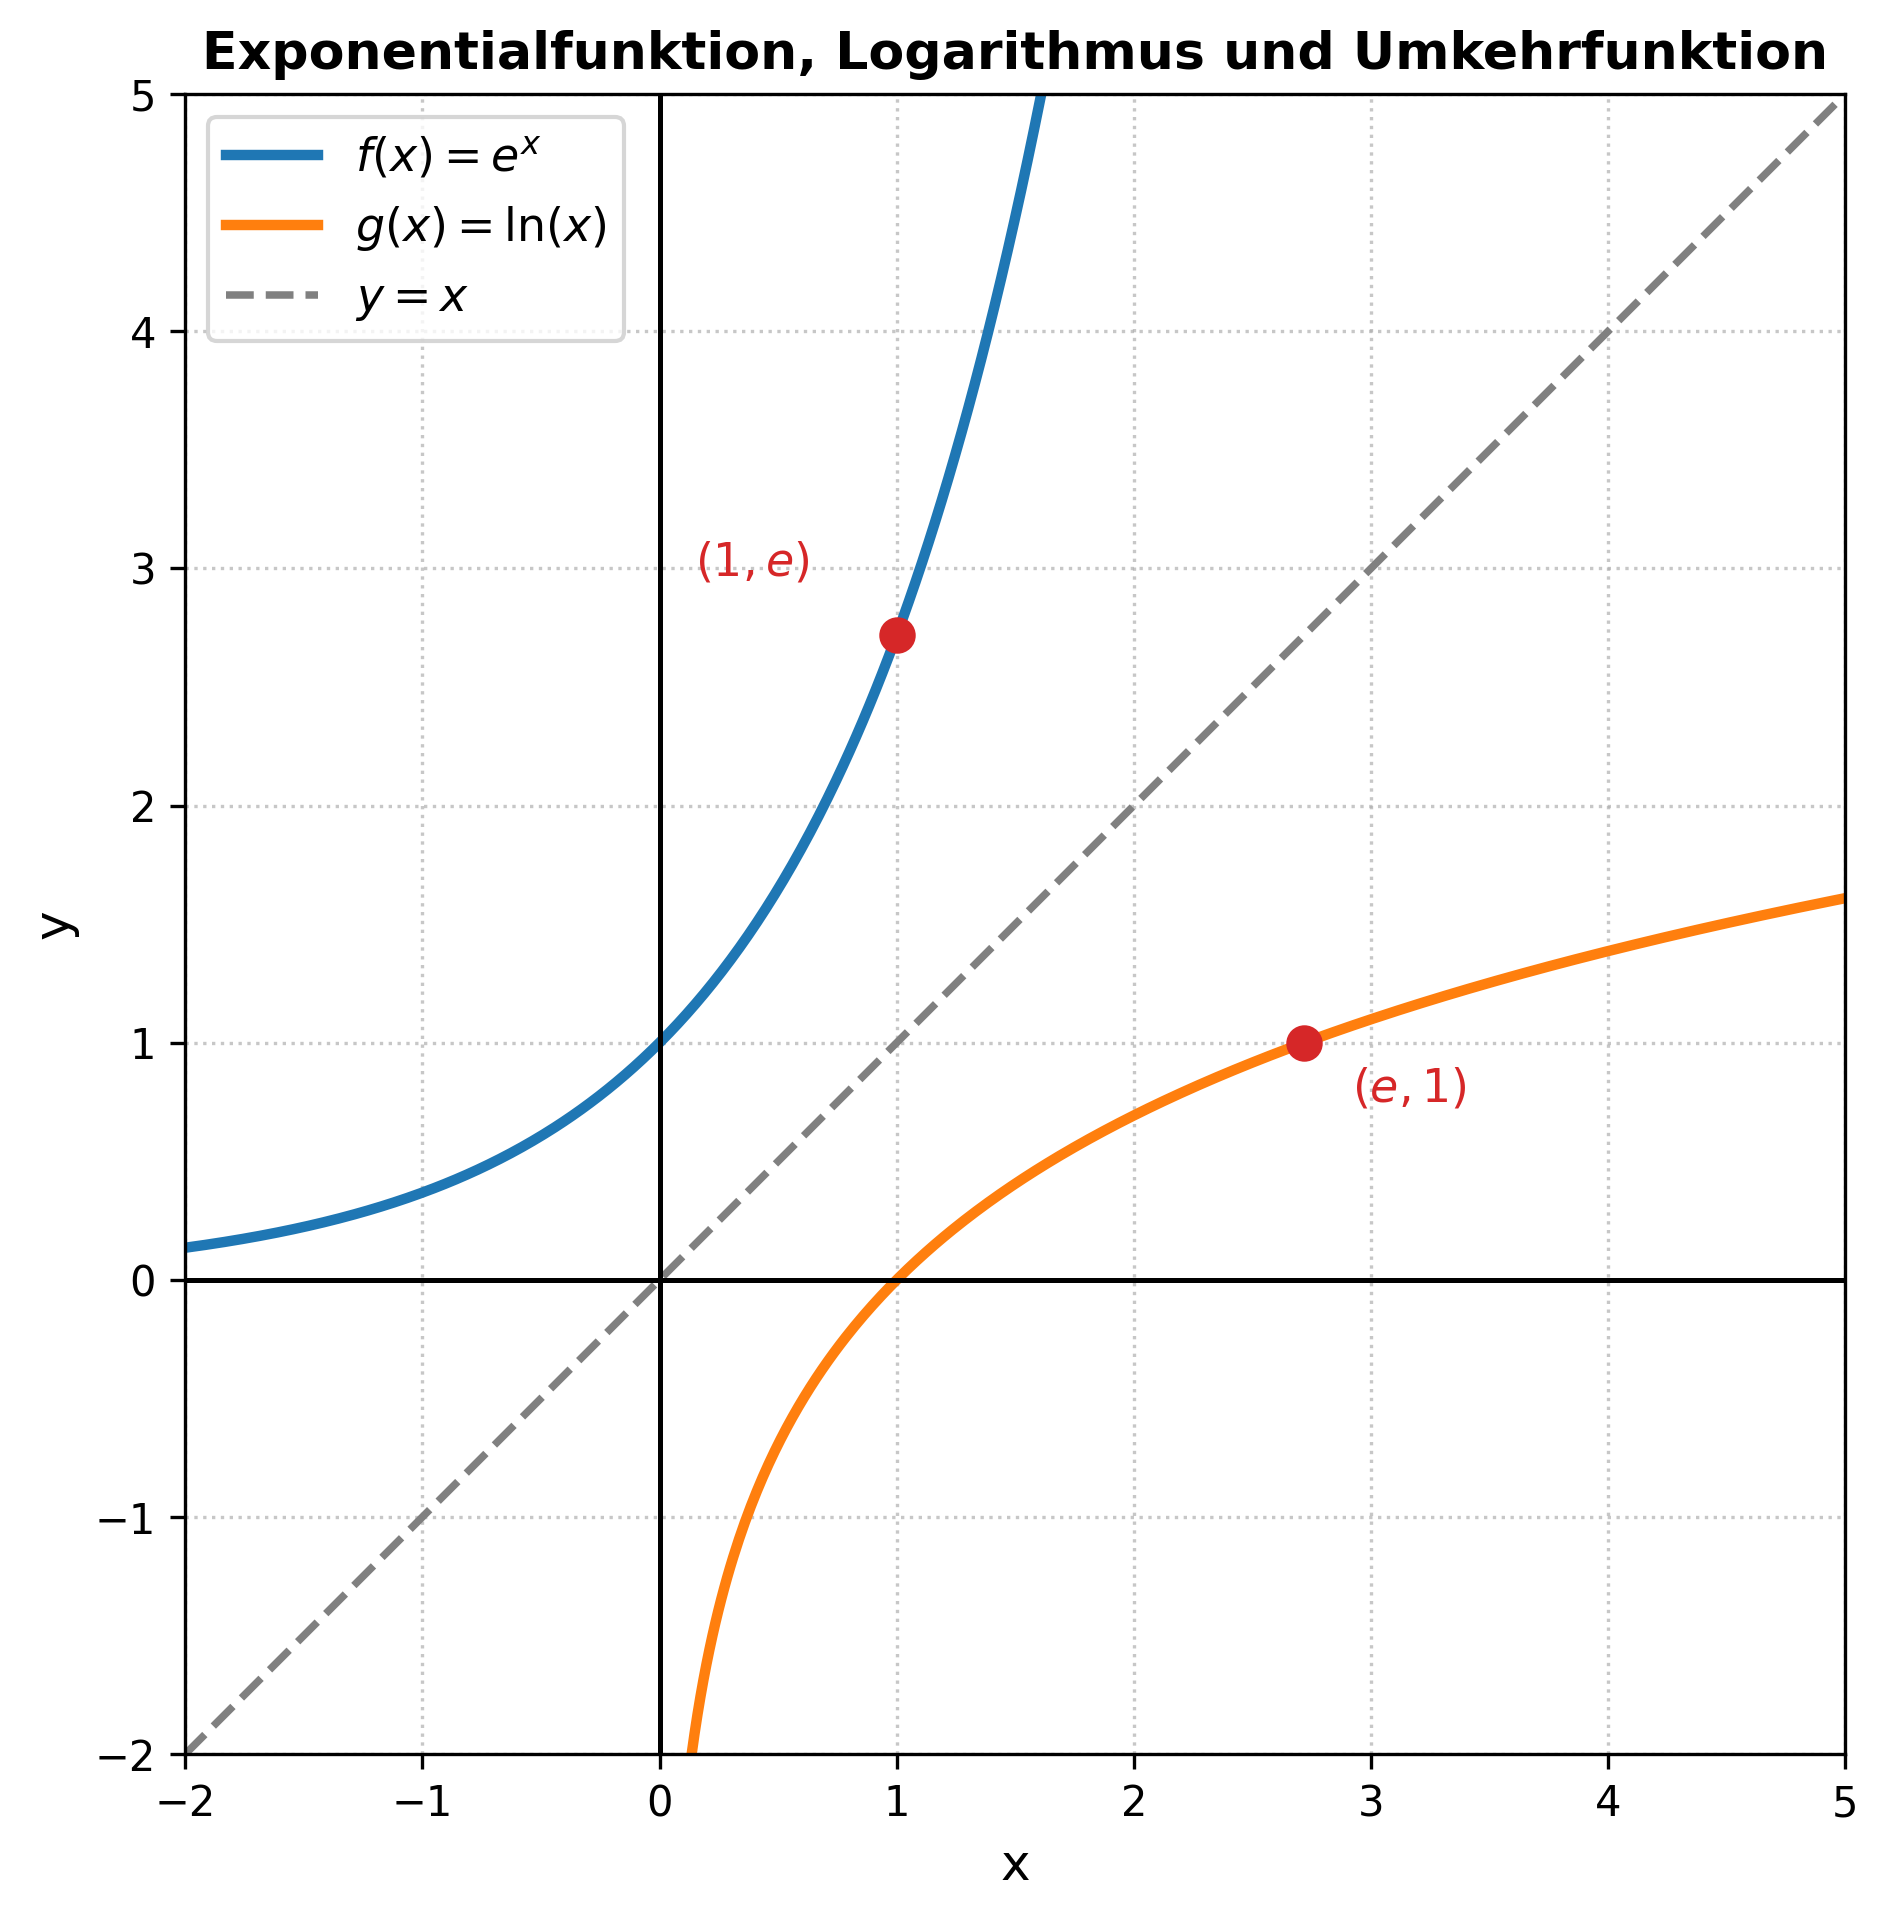 Exponentialfunktion, Logarithmus und Umkehrfunktion
f(x) = e^x
g(x) = ln(x)
y = x
5
4
3
2
1
0
−1
−2
y
(1, e)
(e, 1)
−2 −1 0 1 2 3 4 5
x